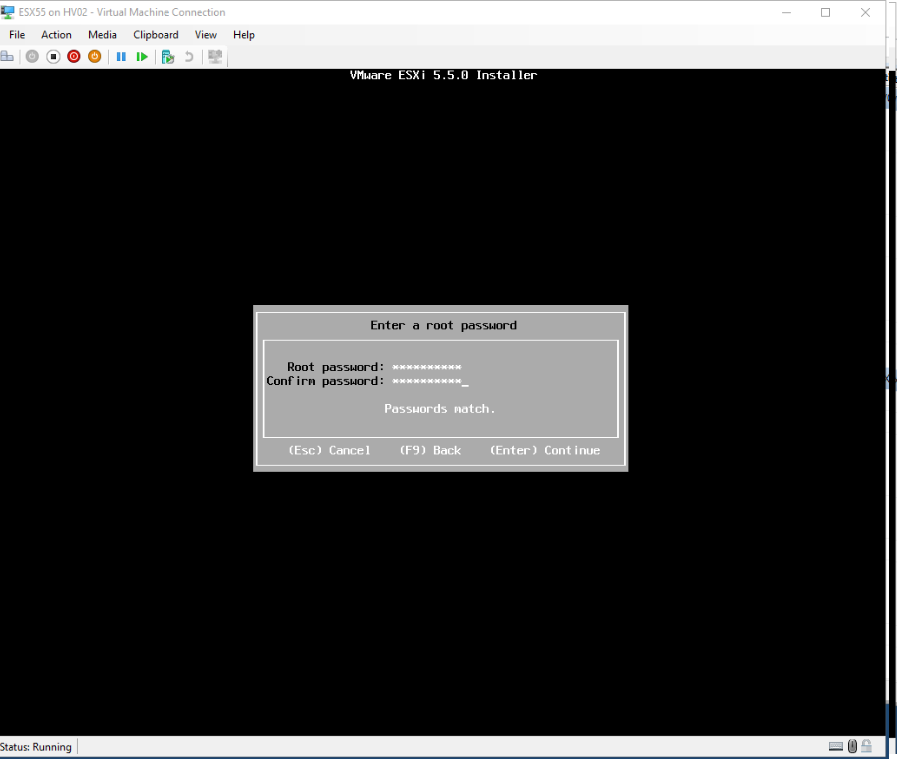 ESX55 on HV02 - Virtual Machine Connection
File Action Media Clipboard View Help
VMware ESXi 5.5.0 Installer
Enter a root password
Root password: **********
Confirm password: **********_
Passwords match.
(Esc) Cancel (F9) Back (Enter) Continue
Status: Running